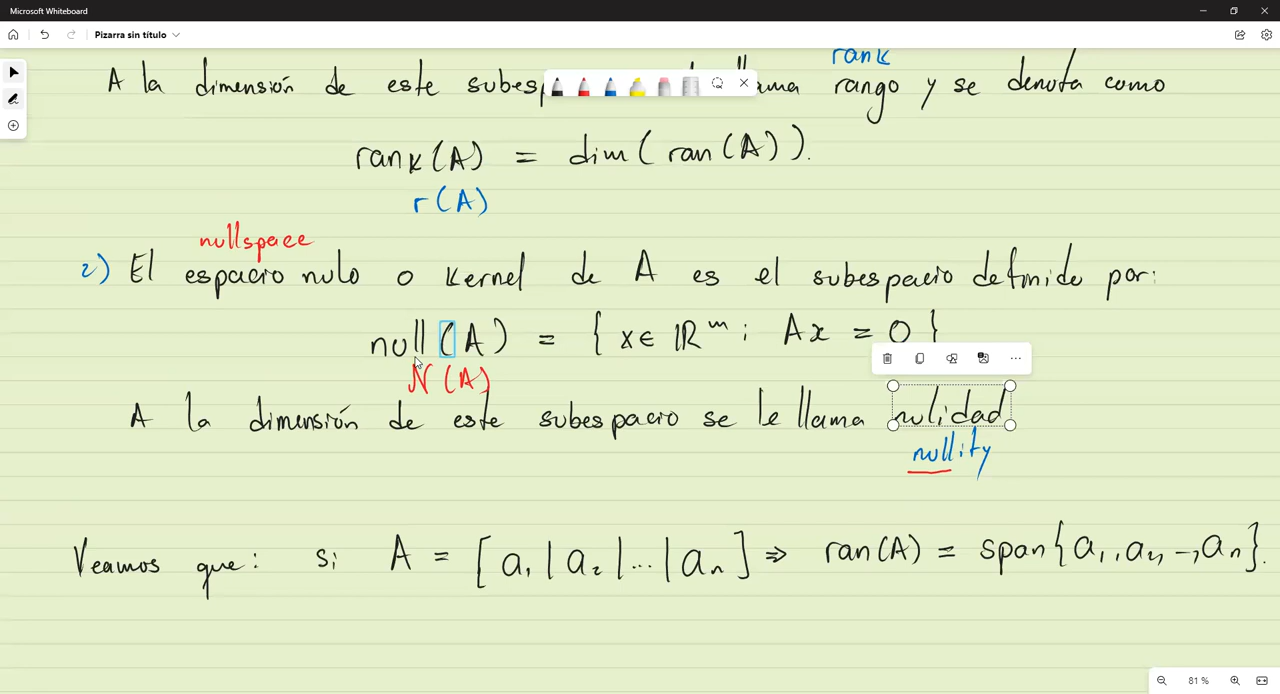 Microsoft Whiteboard
Pizarra sin título
rank
A la dimensión de este subesp llama rango y se denota como
rank(A) = dim(ran(A)).
r(A)
nullspace
2) El espacio nulo o kernel de A es el subespacio definido por:
null(A) = {x∈ℝᵐ : Ax = 0}
N(A)
A la dimensión de este subespacio se le llama nulidad
nullity
Veamos que: si A = [a₁|a₂|...|aₙ] ⇒ ran(A) = span{a₁, a₂, -, aₙ}.
81 %